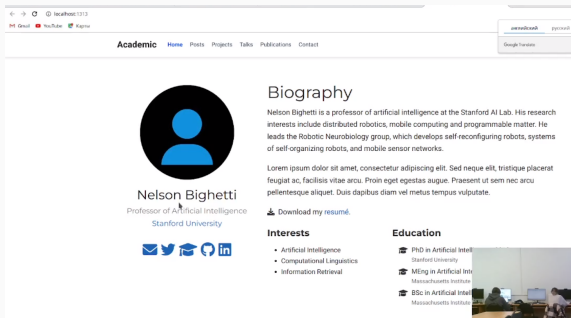 localhost:1313
Gmail YouTube Карты
английский русский
Google Translate
Academic Home Posts Projects Talks Publications Contact
Biography
Nelson Bighetti is a professor of artificial intelligence at the Stanford AI Lab. His research
interests include distributed robotics, mobile computing and programmable matter. He
leads the Robotic Neurobiology group, which develops self-reconfiguring robots, systems
of self-organizing robots, and mobile sensor networks.
Lorem ipsum dolor sit amet, consectetur adipiscing elit. Sed neque elit, tristique placerat
feugiat ac, facilisis vitae arcu. Proin eget egestas augue. Praesent ut sem nec arcu
pellentesque aliquet. Duis dapibus diam vel metus tempus vulputate.
Download my resumé.
Nelson Bighetti
Professor of Artificial Intelligence
Stanford University
Interests
Artificial Intelligence
Computational Linguistics
Information Retrieval
Education
PhD in Artificial
Stanford University
MEng in Artificial
Massachusetts Institute
BSc in Artificial
Massachusetts Institute